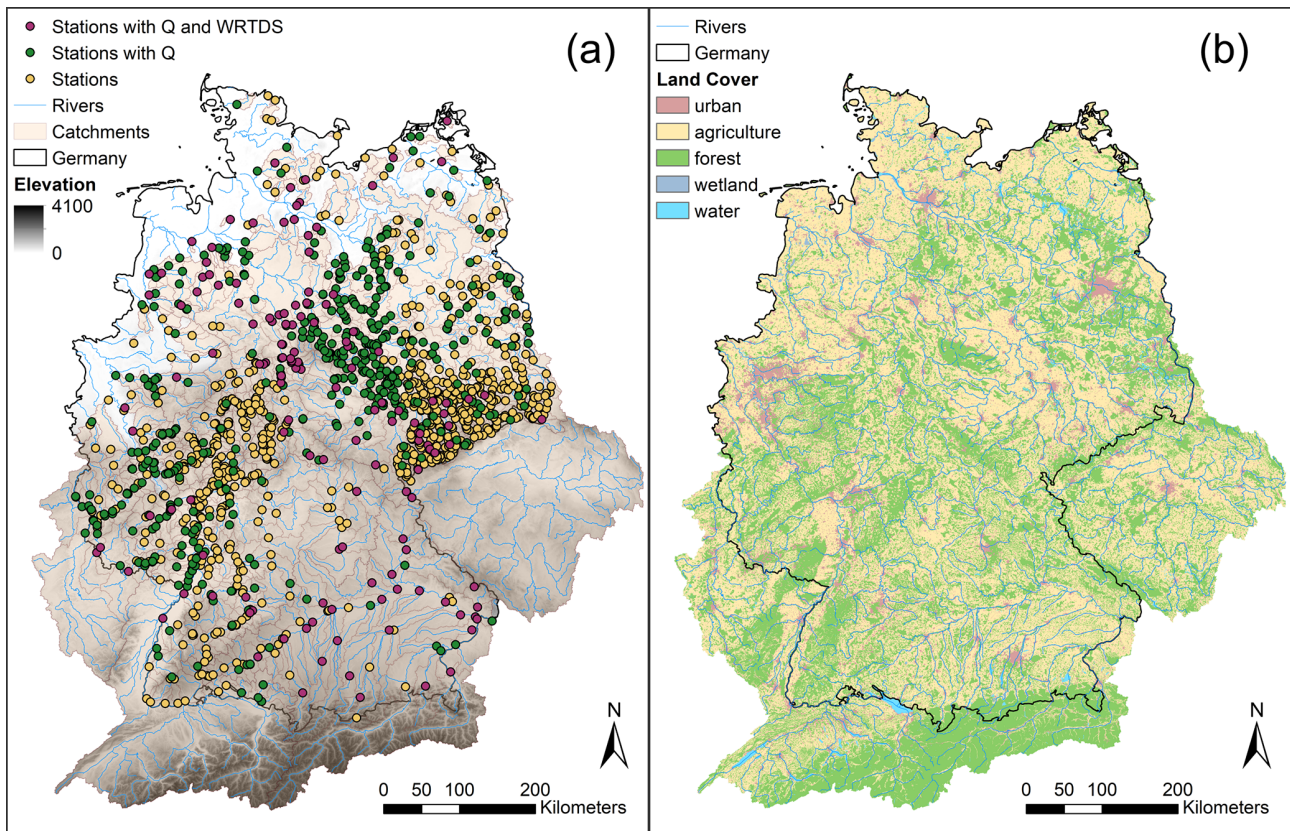 Stations with Q and WRTDS
Stations with Q
Stations
Rivers
Catchments
Germany
Elevation
4100
0
(a)
N
0 50 100 200
Kilometers
Rivers
Germany
Land Cover
urban
agriculture
forest
wetland
water
(b)
N
0 50 100 200
Kilometers